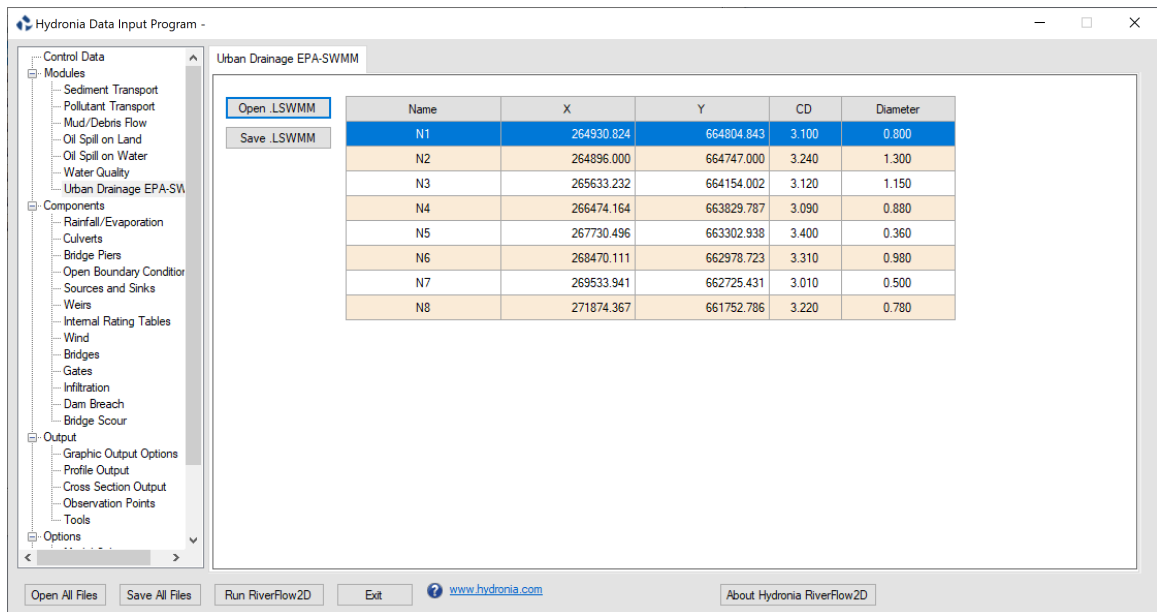 Hydronia Data Input Program -
Control Data
Modules
Sediment Transport
Pollutant Transport
Mud/Debris Flow
Oil Spill on Land
Oil Spill on Water
Water Quality
Urban Drainage EPA-SW
Components
Rainfall/Evaporation
Culverts
Bridge Piers
Open Boundary Condition
Sources and Sinks
Weirs
Internal Rating Tables
Wind
Bridges
Gates
Infiltration
Dam Breach
Bridge Scour
Output
Graphic Output Options
Profile Output
Cross Section Output
Observation Points
Tools
Options
Urban Drainage EPA-SWMM
Open .LSWMM
Save .LSWMM
Name X Y CD Diameter
N1 264930.824 664804.843 3.100 0.800
N2 264896.000 664747.000 3.240 1.300
N3 265633.232 664154.002 3.120 1.150
N4 266474.164 663829.787 3.090 0.880
N5 267730.496 663302.938 3.400 0.360
N6 268470.111 662978.723 3.310 0.980
N7 269533.941 662725.431 3.010 0.500
N8 271874.367 661752.786 3.220 0.780
Open All Files Save All Files Run RiverFlow2D Exit ? www.hydronia.com About Hydronia RiverFlow2D